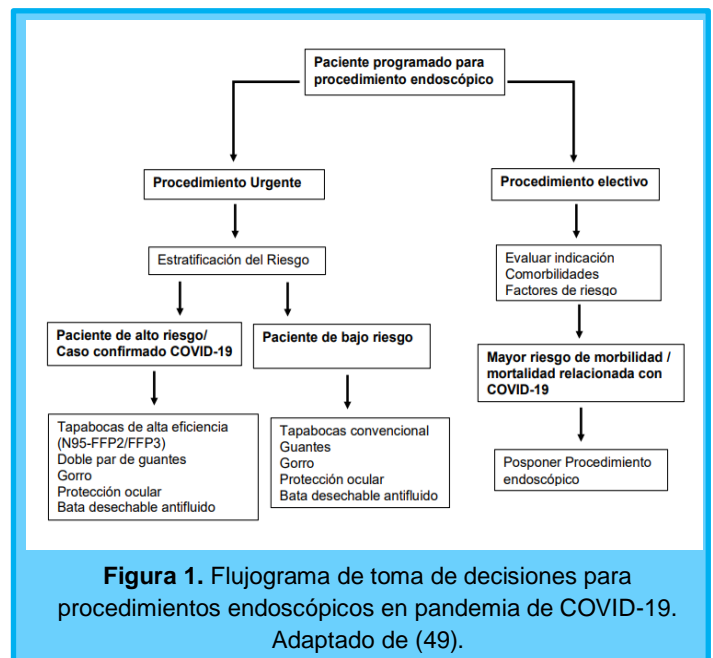 Paciente programado para
procedimiento endoscópico
Procedimiento Urgente
Procedimiento electivo
Estratificación del Riesgo
Evaluar indicación
Comorbilidades
Factores de riesgo
Paciente de alto riesgo/
Caso confirmado COVID-19
Paciente de bajo riesgo
Mayor riesgo de morbilidad /
mortalidad relacionada con
COVID-19
Tapabocas de alta eficiencia
(N95-FFP2/FFP3)
Doble par de guantes
Gorro
Protección ocular
Bata desechable antifluido
Tapabocas convencional
Guantes
Gorro
Protección ocular
Bata desechable antifluido
Posponer Procedimiento
endoscópico
Figura 1. Flujograma de toma de decisiones para
procedimientos endoscópicos en pandemia de COVID-19.
Adaptado de (49).